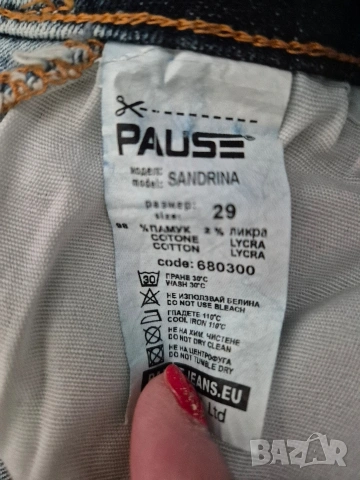 PAUSE
модел:
model: SANDRINA
размер:
size: 29
98 %ПАМУК 2 % ЛИКРА
COTONE LYCRA
COTTON LYCRA
code: 680300
30 ПРАНЕ 30°C
WASH 30°C
НЕ ИЗПОЛЗВАЙ БЕЛИНА
DO NOT USE BLEACH
ГЛАДЕТЕ 110°C
COOL IRON 110°C
НЕ НА ХИМ. ЧИСТЕНЕ
DO NOT DRY CLEAN
НЕ НА ЦЕНТРОФУГА
DO NOT TUMBLE DRY
JEANS.EU
Ltd
BAZAR